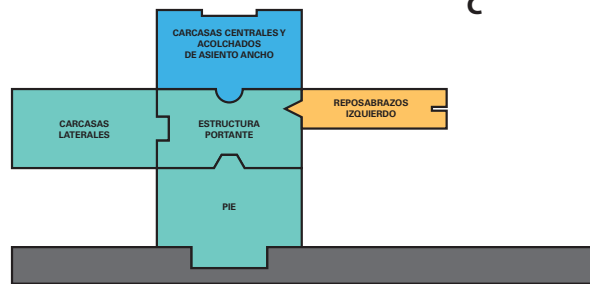 C
CARCASAS CENTRALES Y
ACOLCHADOS
DE ASIENTO ANCHO
REPOSABRAZOS
IZQUIERDO
CARCASAS
LATERALES
ESTRUCTURA
PORTANTE
PIE